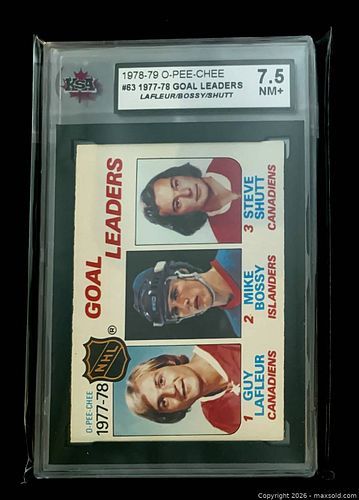 KSA
1978-79 O-PEE-CHEE
#63 1977-78 GOAL LEADERS
LAFLEUR/BOSSY/SHUTT
7.5
NM+
O-PEE-CHEE
1977-78
NHL
®
GOAL
LEADERS
1 GUY
LAFLEUR
CANADIENS
2 MIKE
BOSSY
ISLANDERS
3 STEVE
SHUTT
CANADIENS
Copyright 2026 - maxsold.com